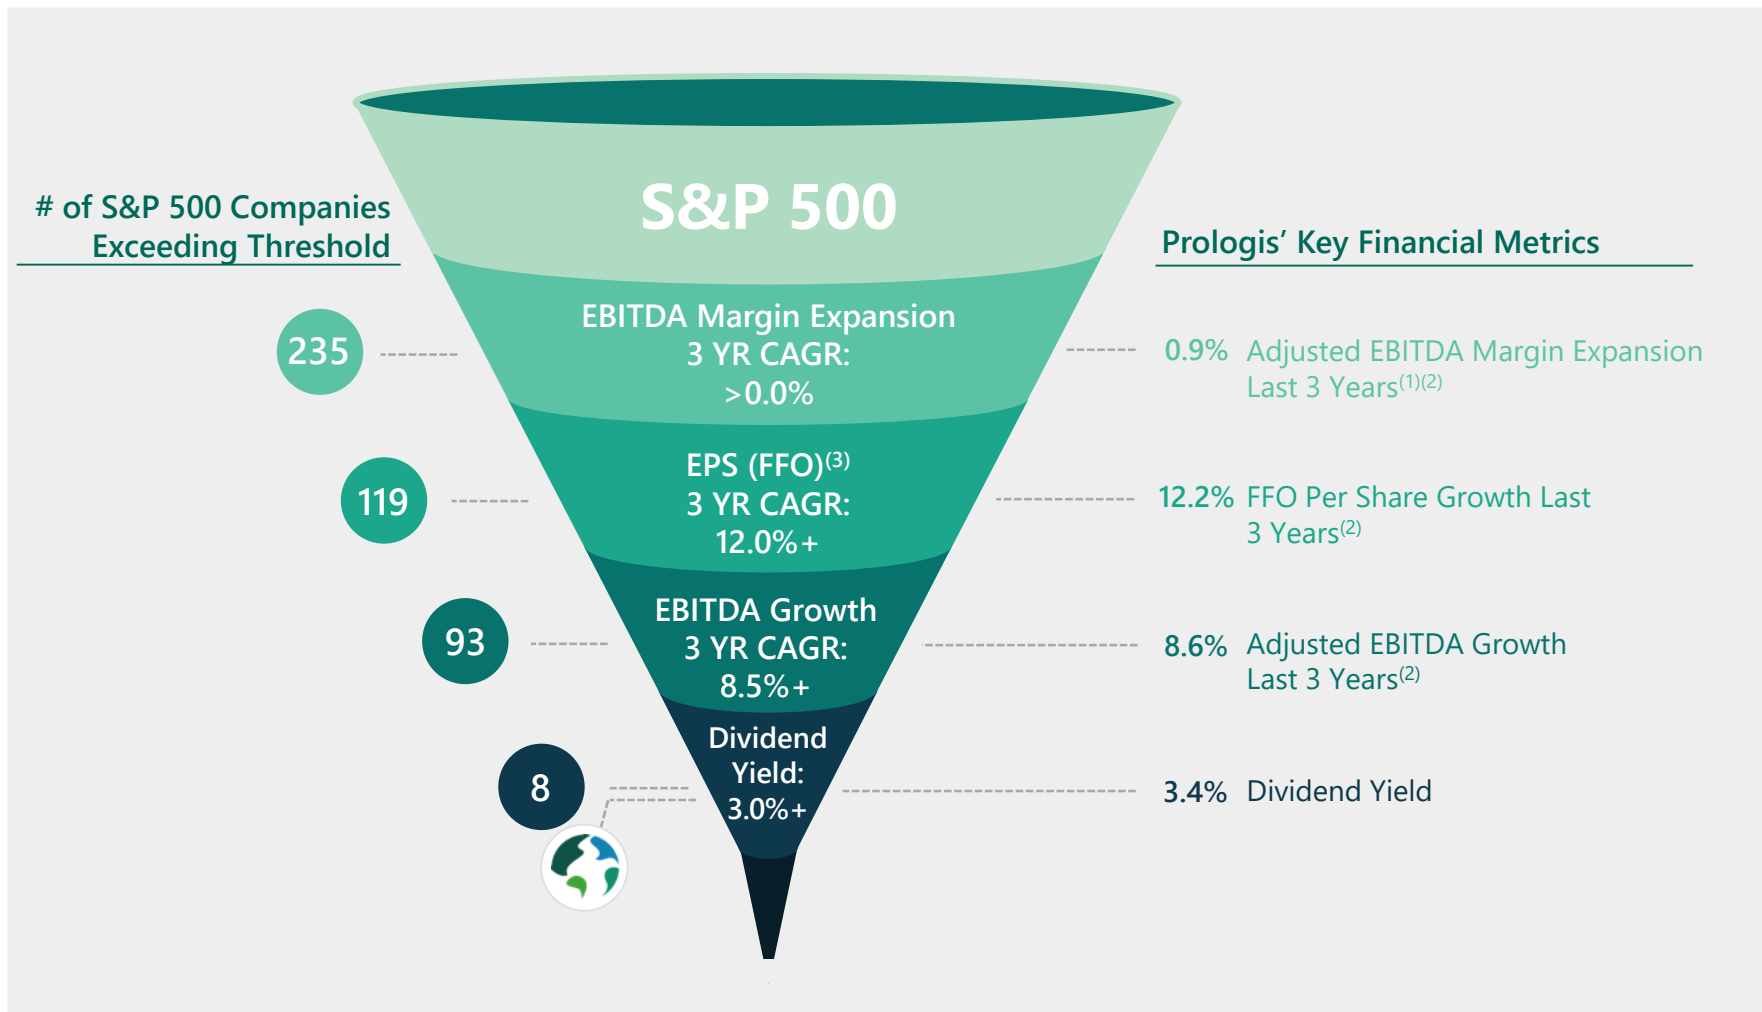 S&P 500
# of S&P 500 Companies
Exceeding Threshold
Prologis’ Key Financial Metrics
235
EBITDA Margin Expansion
3 YR CAGR:
>0.0%
0.9% Adjusted EBITDA Margin Expansion
Last 3 Years(1)(2)
119
EPS (FFO)(3)
3 YR CAGR:
12.0%+
12.2% FFO Per Share Growth Last
3 Years(2)
93
EBITDA Growth
3 YR CAGR:
8.5%+
8.6% Adjusted EBITDA Growth
Last 3 Years(2)
8
Dividend
Yield:
3.0%+
3.4% Dividend Yield